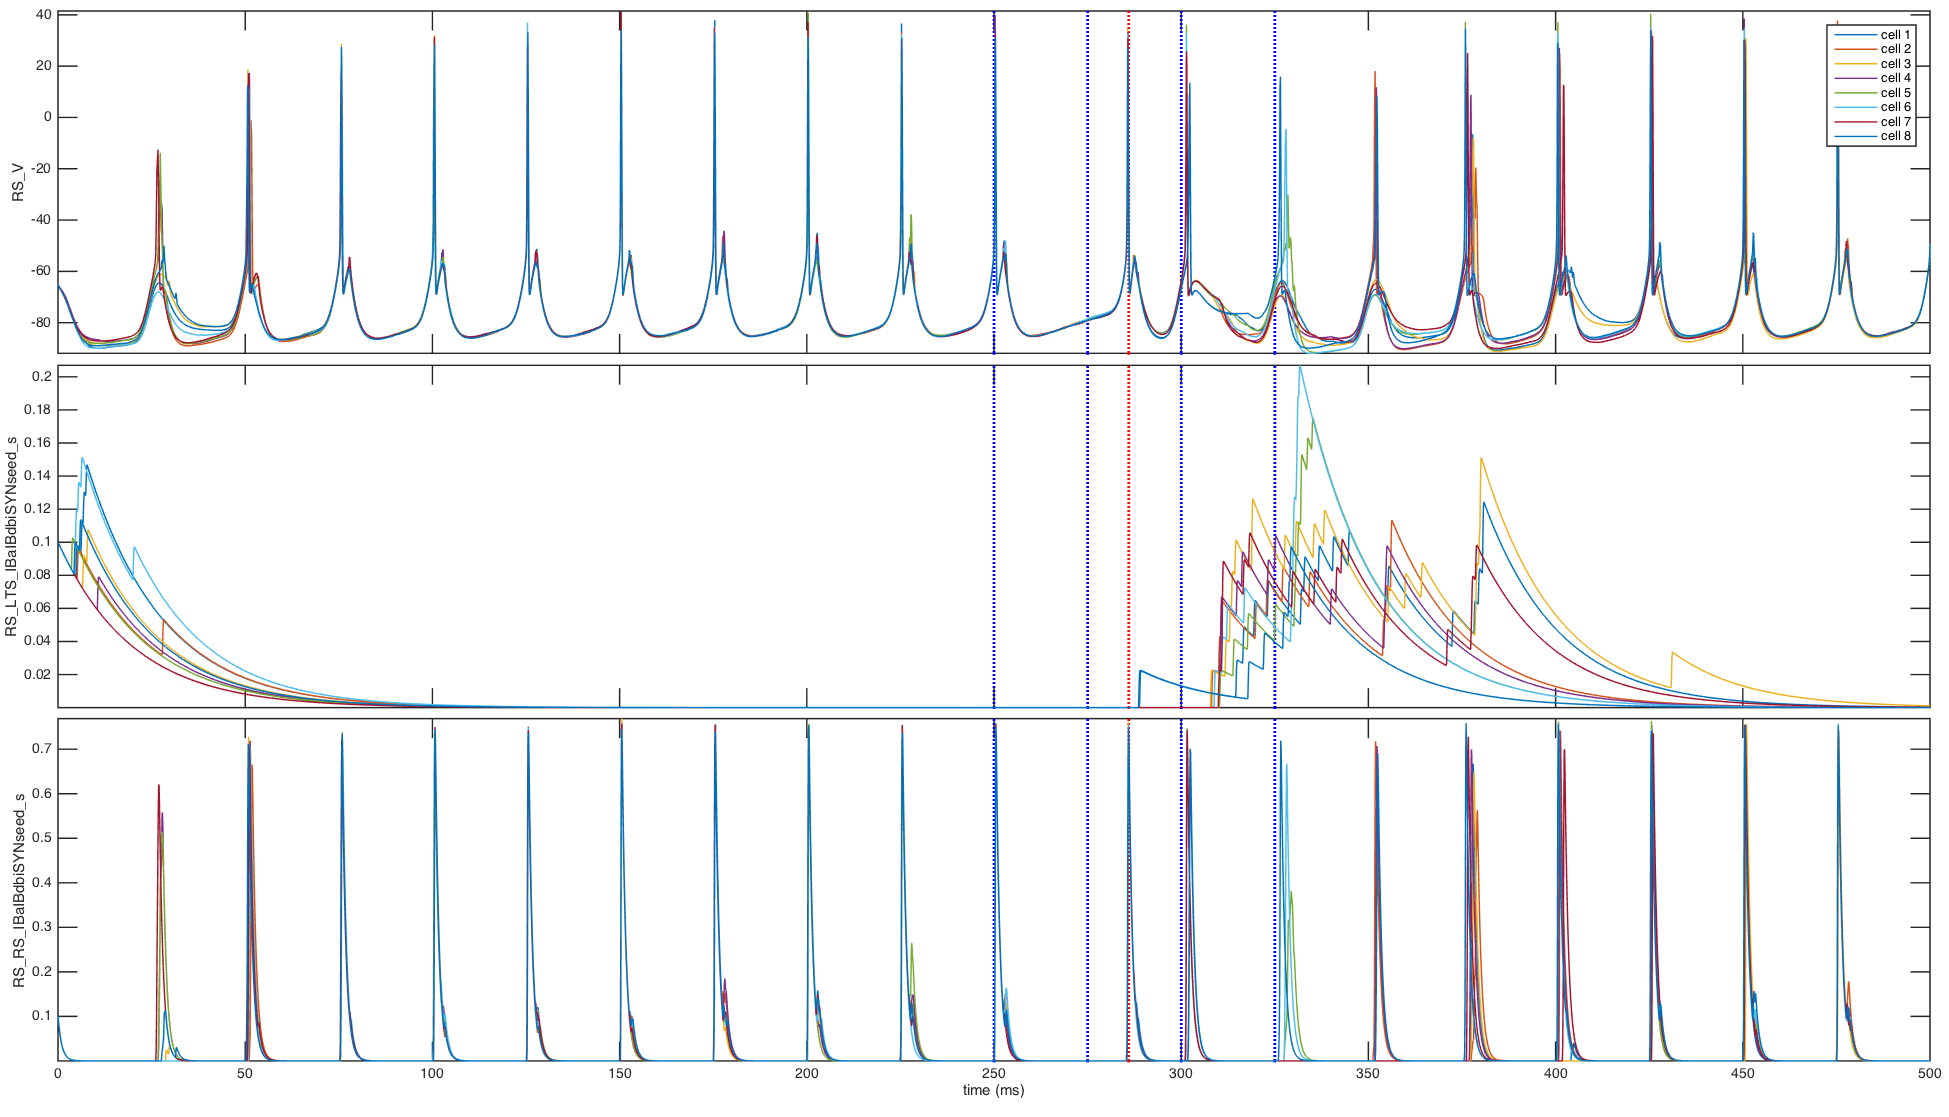 40
20
0
-20
-40
-60
-80
RS_V
cell 1
cell 2
cell 3
cell 4
cell 5
cell 6
cell 7
cell 8
0.2
0.18
0.16
0.14
0.12
0.1
0.08
0.06
0.04
0.02
RS_LTS_IBaIBdbiSYNseed_s
0.7
0.6
0.5
0.4
0.3
0.2
0.1
RS_RS_IBaIBdbiSYNseed_s
0 50 100 150 200 250 300 350 400 450 500
time (ms)